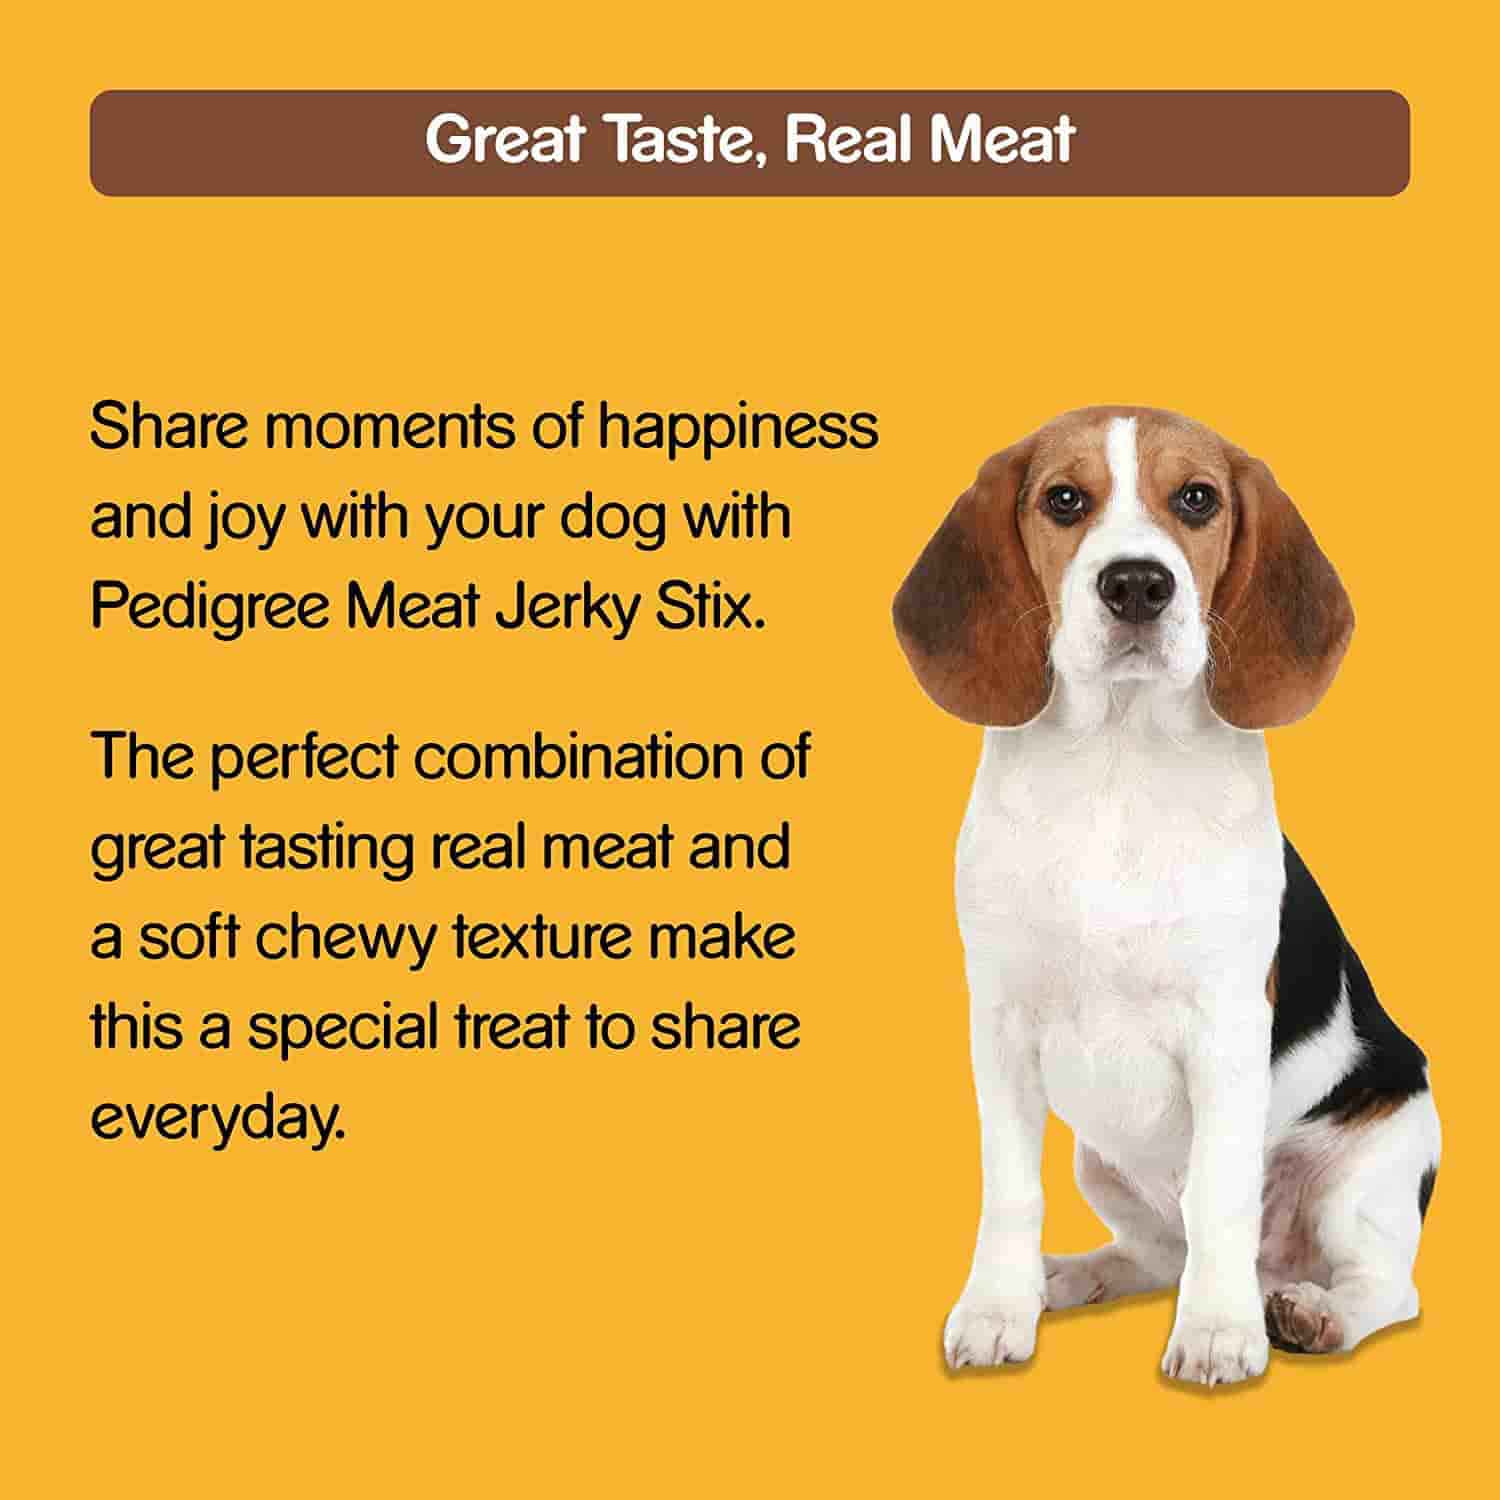 Great Taste, Real Meat
Share moments of happiness
and joy with your dog with
Pedigree Meat Jerky Stix.
The perfect combination of
great tasting real meat and
a soft chewy texture make
this a special treat to share
everyday.